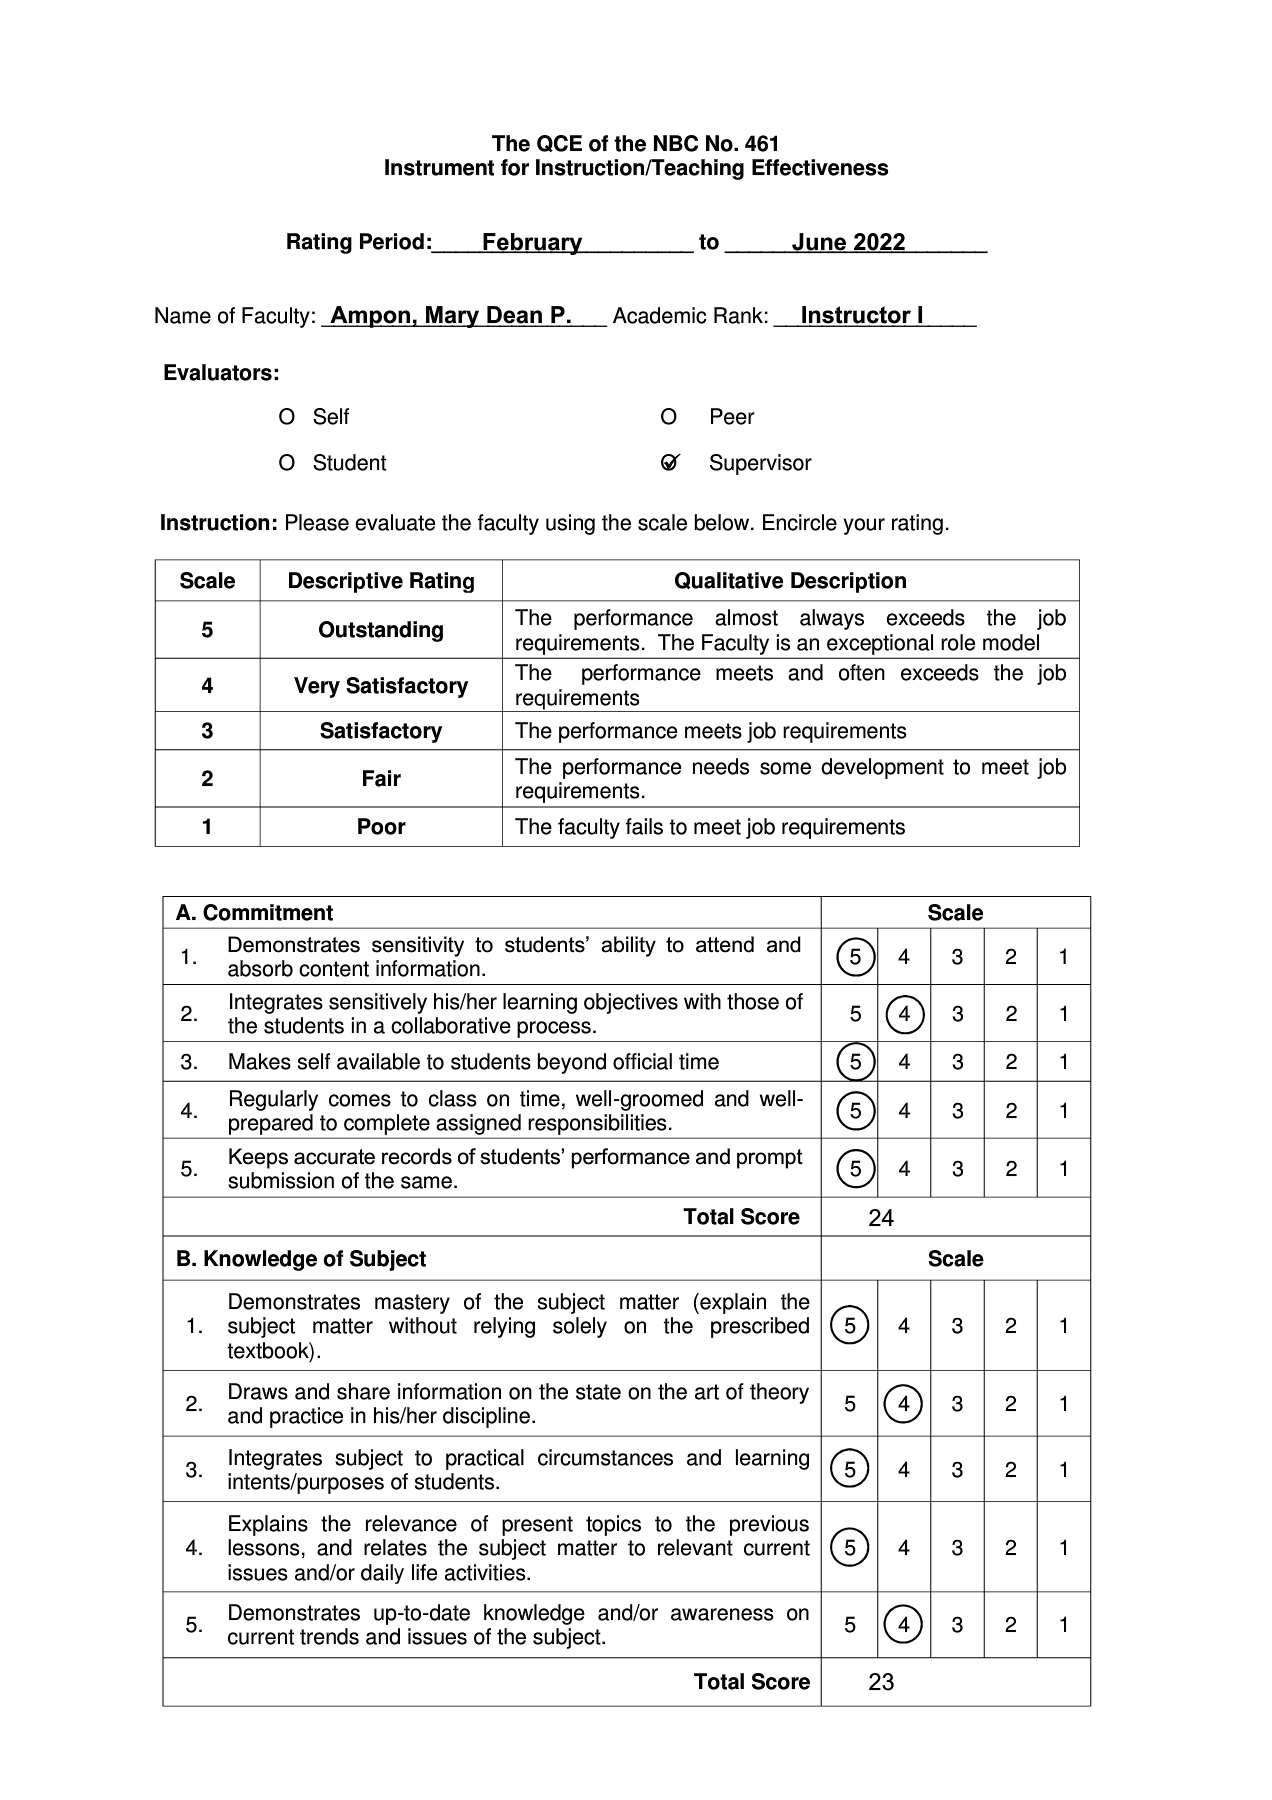 The QCE of the NBC No. 461
Instrument for Instruction/Teaching Effectiveness
Rating Period: February to June 2022
Name of Faculty: Ampon, Mary Dean P. Academic Rank: Instructor I
Evaluators:
O Self O Peer
O Student O Supervisor
Instruction: Please evaluate the faculty using the scale below. Encircle your rating.
Scale Descriptive Rating Qualitative Description
5 Outstanding The performance almost always exceeds the job
requirements. The Faculty is an exceptional role model
4 Very Satisfactory The performance meets and often exceeds the job
requirements
3 Satisfactory The performance meets job requirements
2 Fair The performance needs some development to meet job
requirements.
1 Poor The faculty fails to meet job requirements
A. Commitment Scale
1. Demonstrates sensitivity to students' ability to attend and
absorb content information. 5 4 3 2 1
2. Integrates sensitively his/her learning objectives with those of
the students in a collaborative process. 5 4 3 2 1
3. Makes self available to students beyond official time 5 4 3 2 1
4. Regularly comes to class on time, well-groomed and well-
prepared to complete assigned responsibilities. 5 4 3 2 1
5. Keeps accurate records of students' performance and prompt
submission of the same. 5 4 3 2 1
Total Score 24
B. Knowledge of Subject Scale
1. Demonstrates mastery of the subject matter (explain the
subject matter without relying solely on the prescribed
textbook). 5 4 3 2 1
2. Draws and share information on the state on the art of theory
and practice in his/her discipline. 5 4 3 2 1
3. Integrates subject to practical circumstances and learning
intents/purposes of students. 5 4 3 2 1
4. Explains the relevance of present topics to the previous
lessons, and relates the subject matter to relevant current
issues and/or daily life activities. 5 4 3 2 1
5. Demonstrates up-to-date knowledge and/or awareness on
current trends and issues of the subject. 5 4 3 2 1
Total Score 23